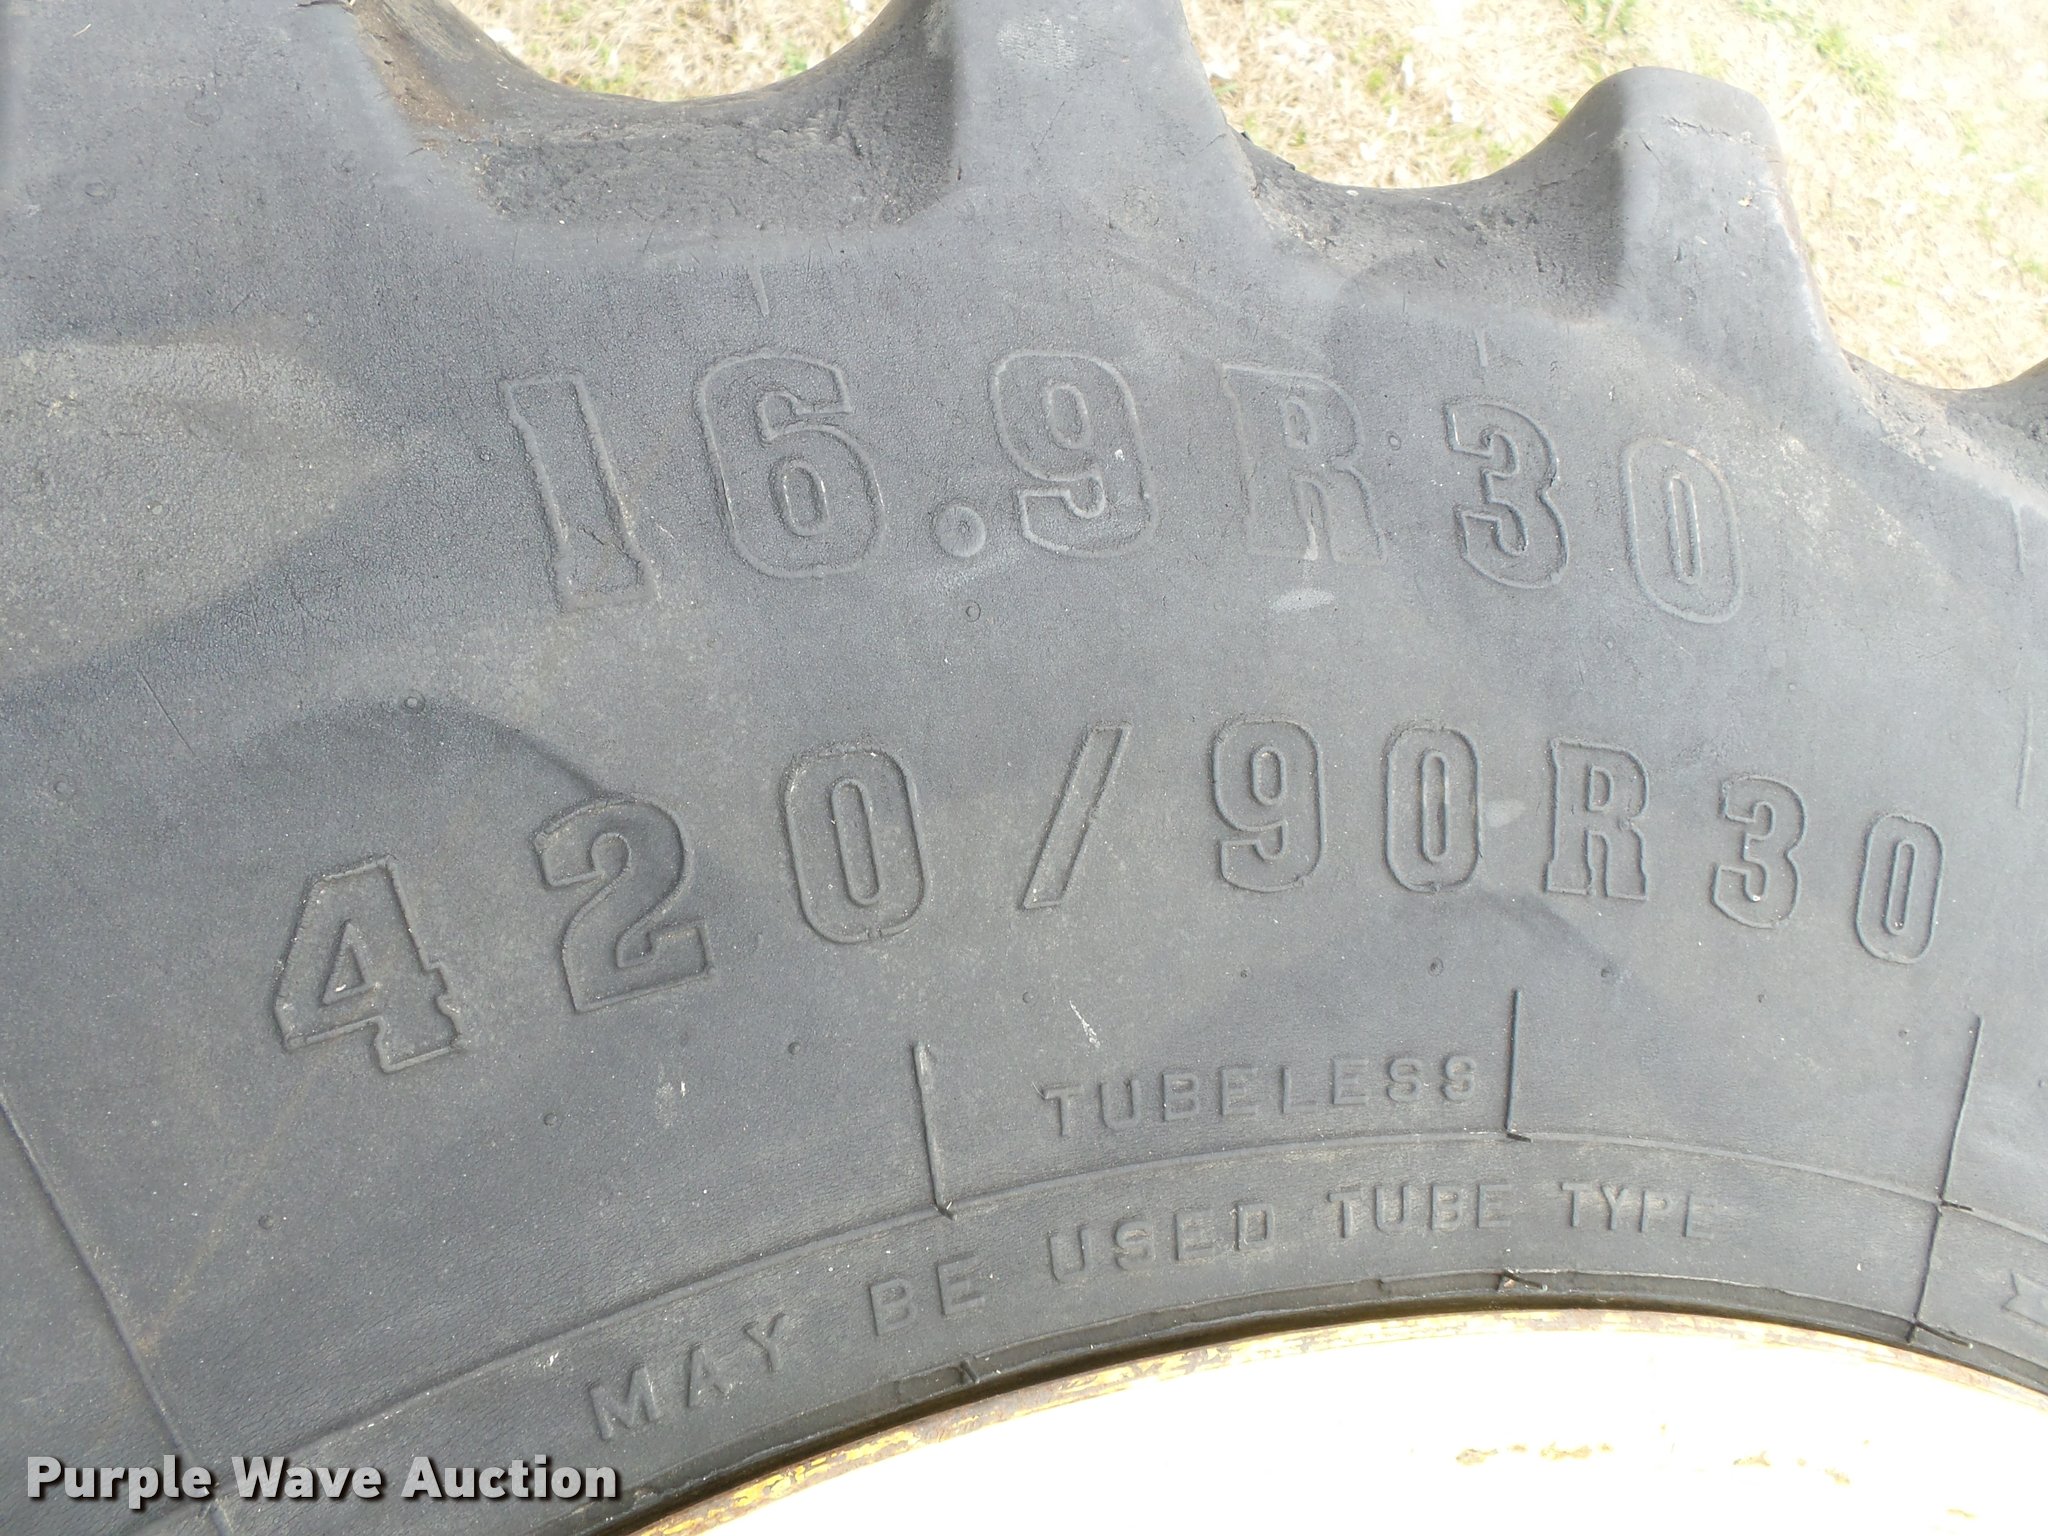 16.9R30
420/90R30
TUBELESS
MAY BE USED TUBE TYPE
Purple Wave Auction